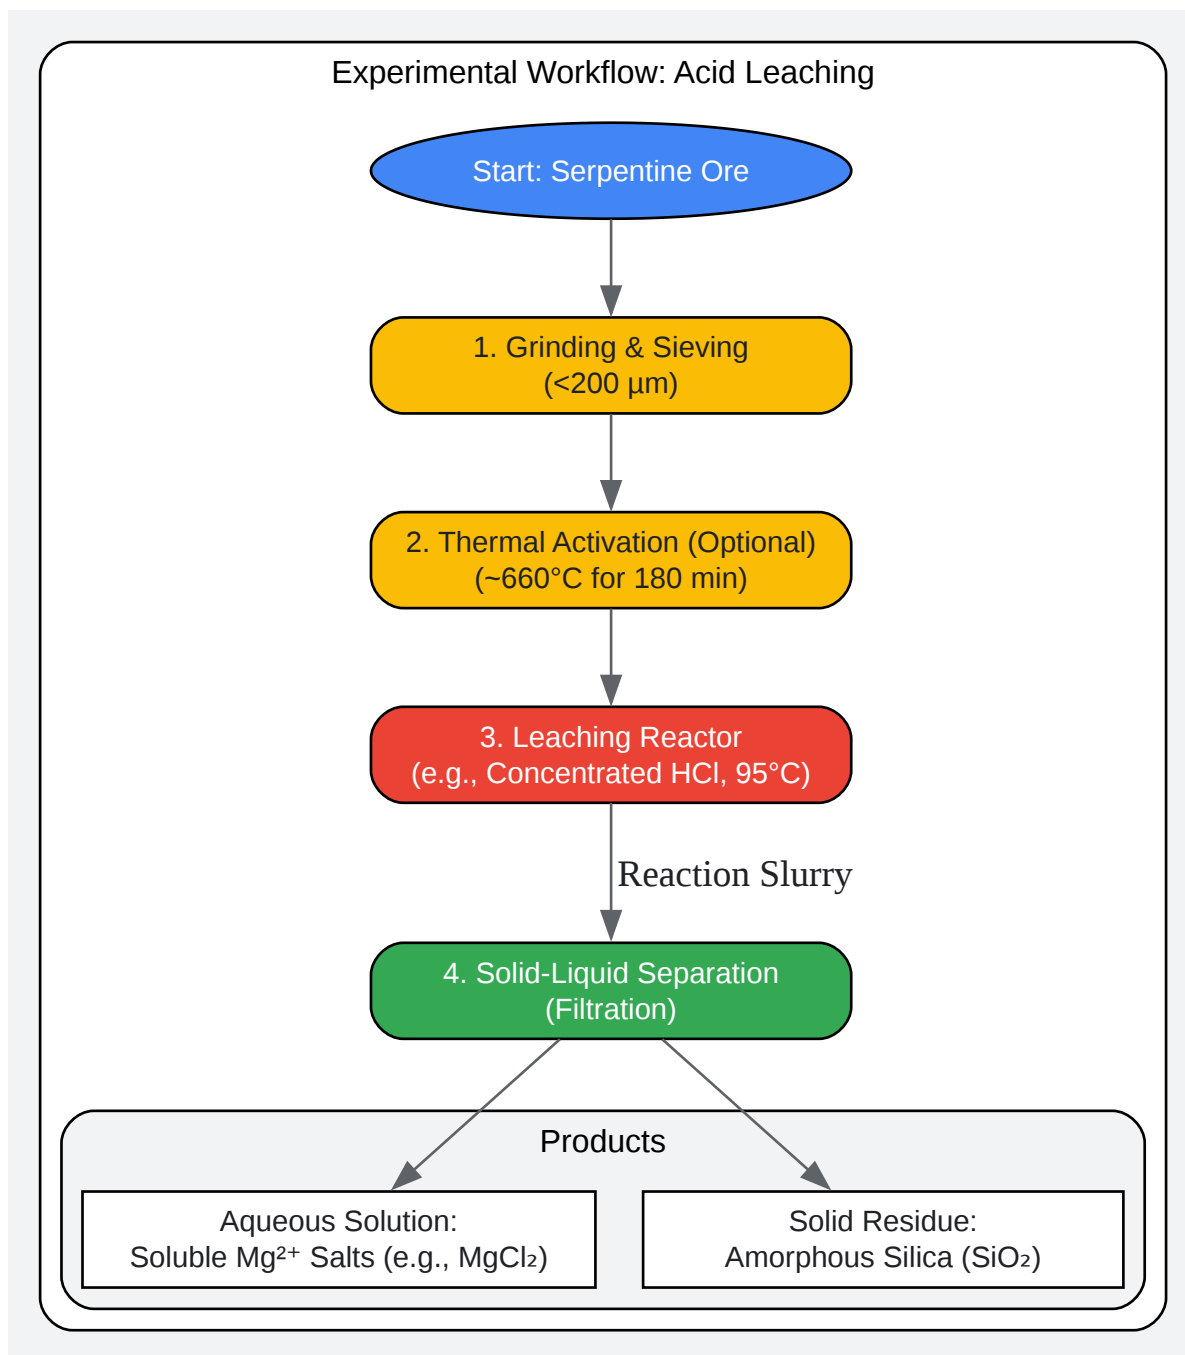 Experimental Workflow: Acid Leaching
Start: Serpentine Ore
1. Grinding & Sieving
(<200 µm)
2. Thermal Activation (Optional)
(~660°C for 180 min)
3. Leaching Reactor
(e.g., Concentrated HCl, 95°C)
Reaction Slurry
4. Solid-Liquid Separation
(Filtration)
Products
Aqueous Solution:
Soluble Mg²⁺ Salts (e.g., MgCl₂)
Solid Residue:
Amorphous Silica (SiO₂)